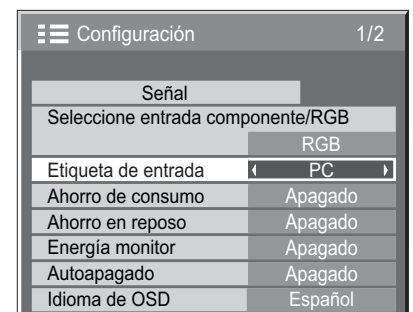 Configuración 1/2
Señal
Seleccione entrada componente/RGB
RGB
Etiqueta de entrada PC
Ahorro de consumo Apagado
Ahorro en reposo Apagado
Energía monitor Apagado
Autoapagado Apagado
Idioma de OSD Español